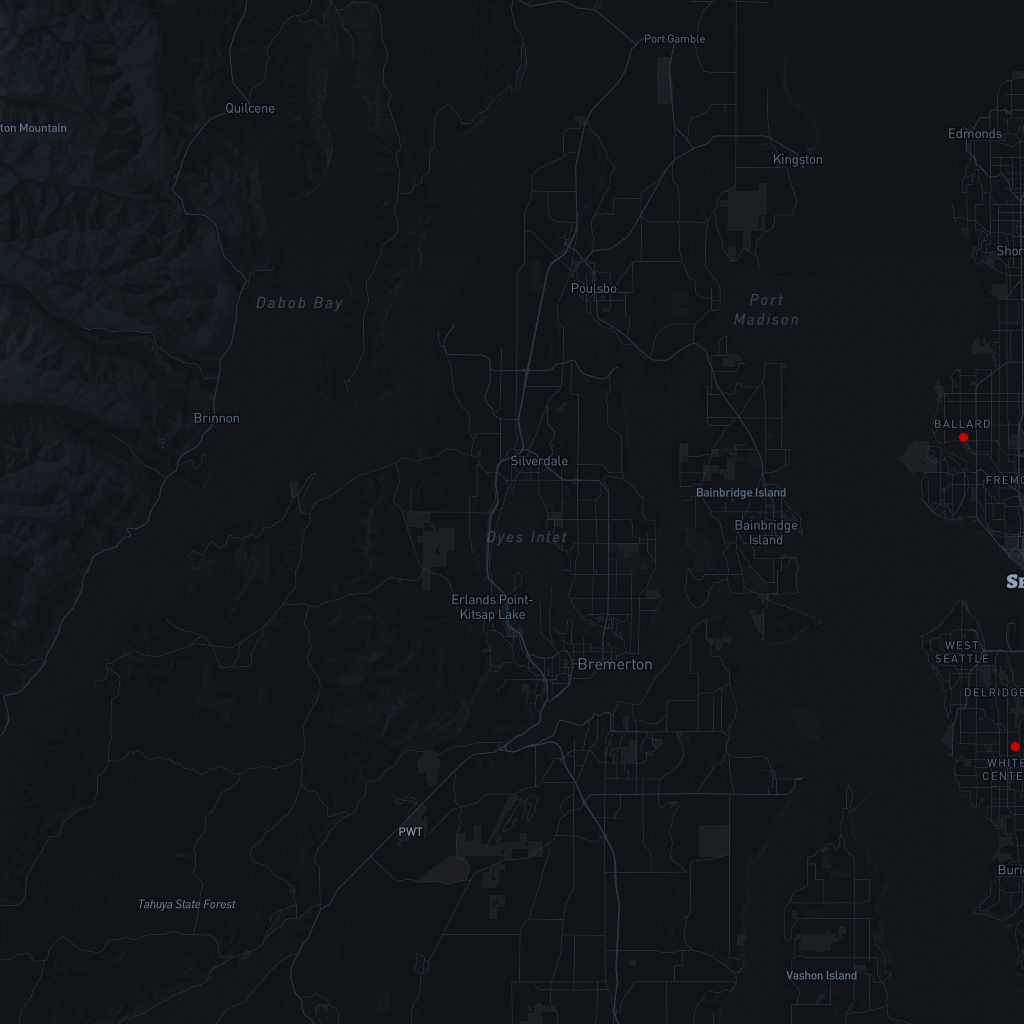 Port Gamble
Quilcene
ton Mountain
Edmonds
Kingston
Shor
Poulsbo
Dabob Bay
Port
Madison
Brinnon
BALLARD
Silverdale
FREMO
Bainbridge Island
Bainbridge
Island
Dyes Inlet
SE
Erlands Point-
Kitsap Lake
WEST
SEATTLE
Bremerton
DELRIDGE
WHITE
CENTE
PWT
Buri
Tahuya State Forest
Vashon Island